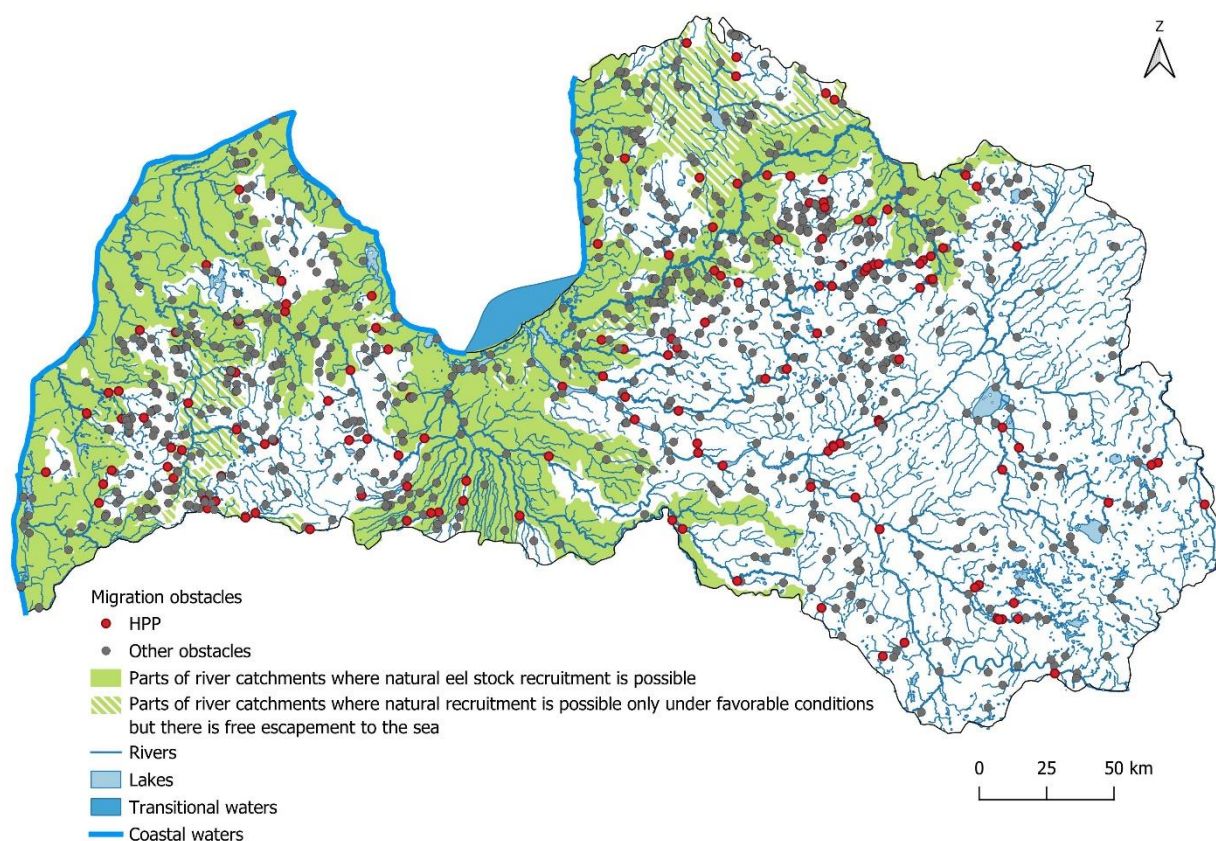 Z
Migration obstacles
HPP
Other obstacles
Parts of river catchments where natural eel stock recruitment is possible
Parts of river catchments where natural recruitment is possible only under favorable conditions
but there is free escapement to the sea
Rivers
Lakes
Transitional waters
Coastal waters
0 25 50 km